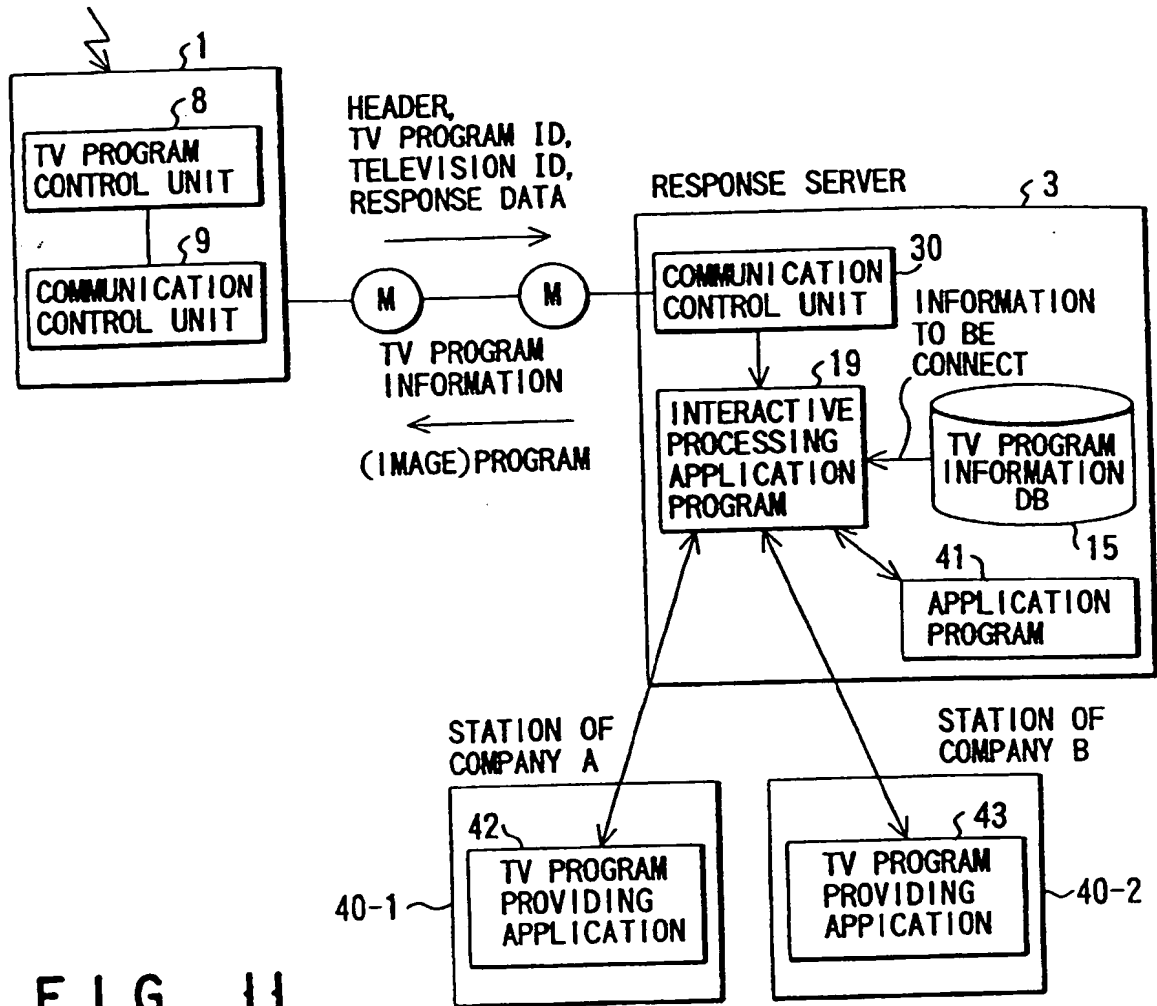 1
8
TV PROGRAM
CONTROL UNIT
9
COMMUNICATION
CONTROL UNIT
HEADER,
TV PROGRAM ID,
TELEVISION ID,
RESPONSE DATA
M
M
TV PROGRAM
INFORMATION
(IMAGE)PROGRAM
RESPONSE SERVER
3
COMMUNICATION
CONTROL UNIT
30
INFORMATION
TO BE
CONNECT
19
INTERACTIVE
PROCESSING
APPLICATION
PROGRAM
TV PROGRAM
INFORMATION
DB
15
41
APPLICATION
PROGRAM
STATION OF
COMPANY A
42
TV PROGRAM
PROVIDING
APPLICATION
40-1
STATION OF
COMPANY B
43
TV PROGRAM
PROVIDING
APPICATION
40-2
FIG. 11